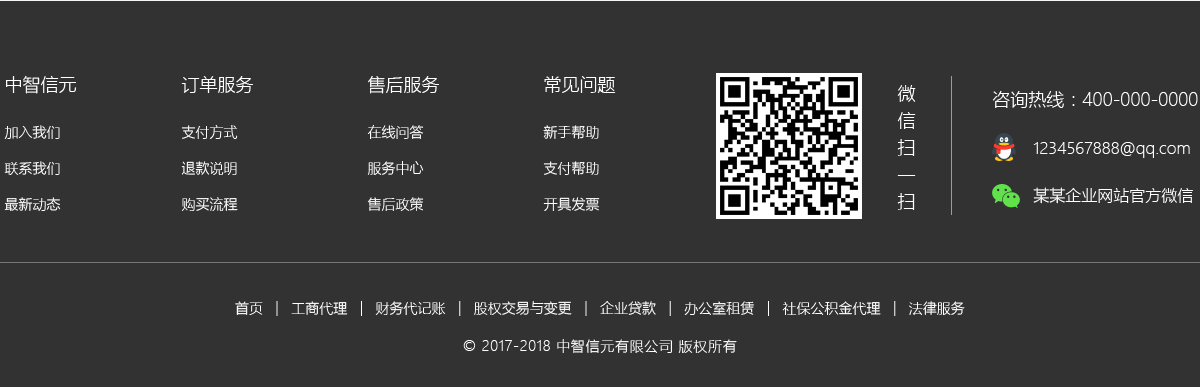 中智信元
加入我们
联系我们
最新动态
订单服务
支付方式
退款说明
购买流程
售后服务
在线问答
服务中心
售后政策
常见问题
新手帮助
支付帮助
开具发票
微信扫一扫
咨询热线：400-000-0000
1234567888@qq.com
某某企业网站官方微信
首页 | 工商代理 | 财务代记账 | 股权交易与变更 | 企业贷款 | 办公室租赁 | 社保公积金代理 | 法律服务
© 2017-2018 中智信元有限公司 版权所有